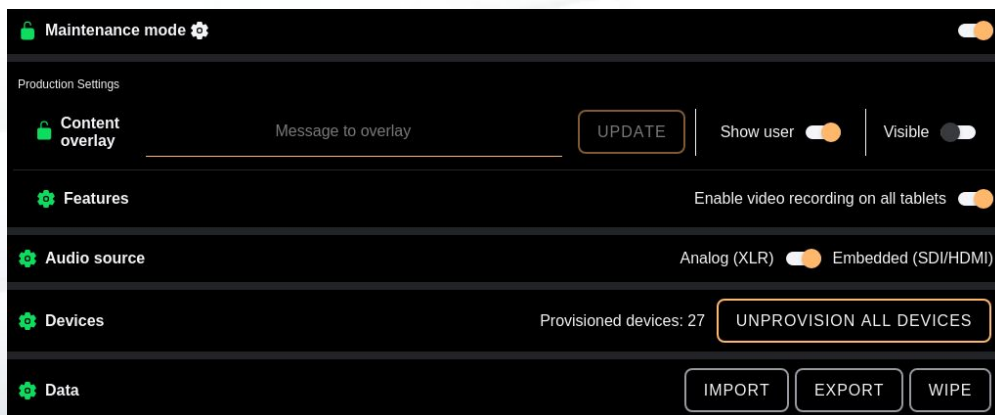 Maintenance mode
Production Settings
Content overlay
Message to overlay
UPDATE
Show user
Visible
Features
Enable video recording on all tablets
Audio source
Analog (XLR)
Embedded (SDI/HDMI)
Devices
Provisioned devices: 27
UNPROVISION ALL DEVICES
Data
IMPORT
EXPORT
WIPE